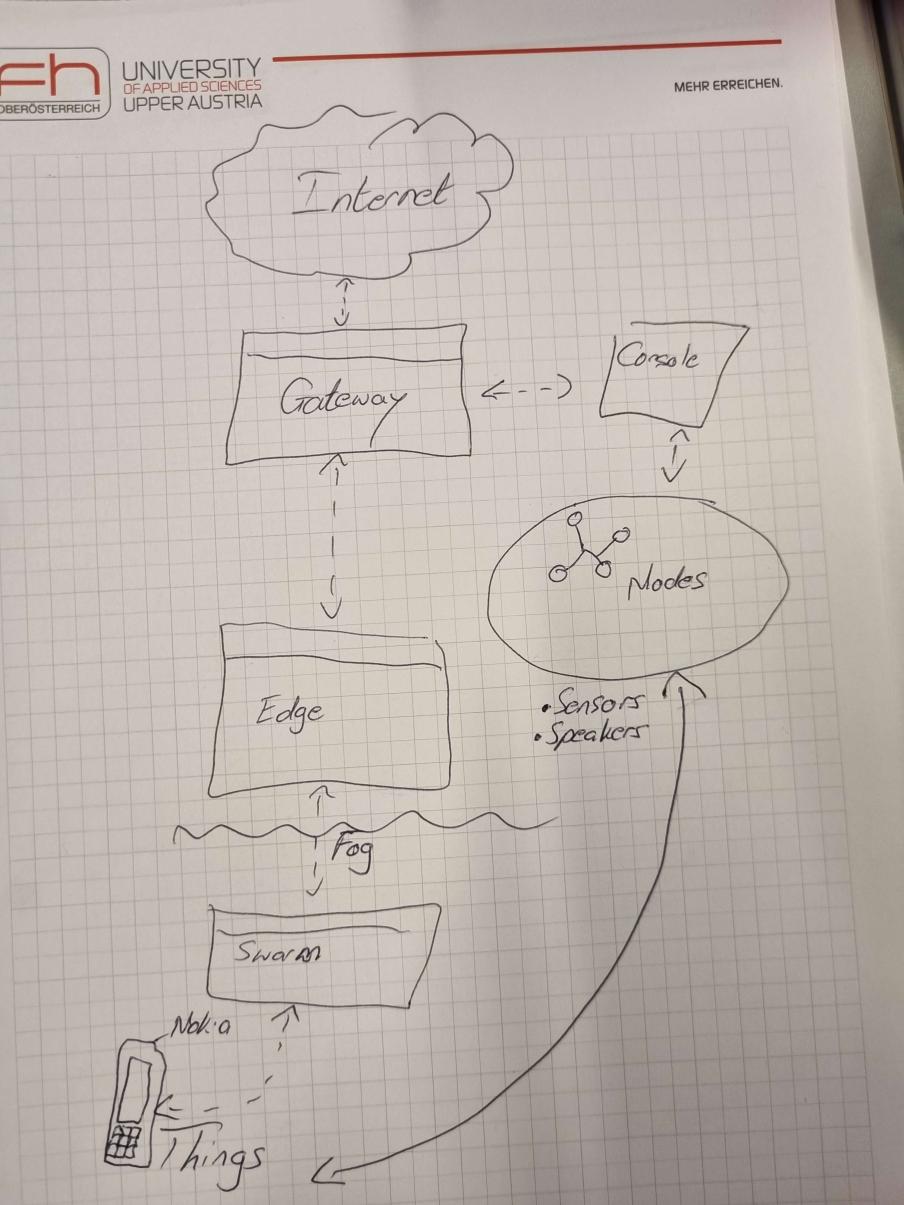 Fh
OBERÖSTERREICH
UNIVERSITY
OF APPLIED SCIENCES
UPPER AUSTRIA
MEHR ERREICHEN.
Internet
Gateway
Console
Nodes
Edge
• Sensors
• Speakers
Fog
Swarm
Nokia
Things